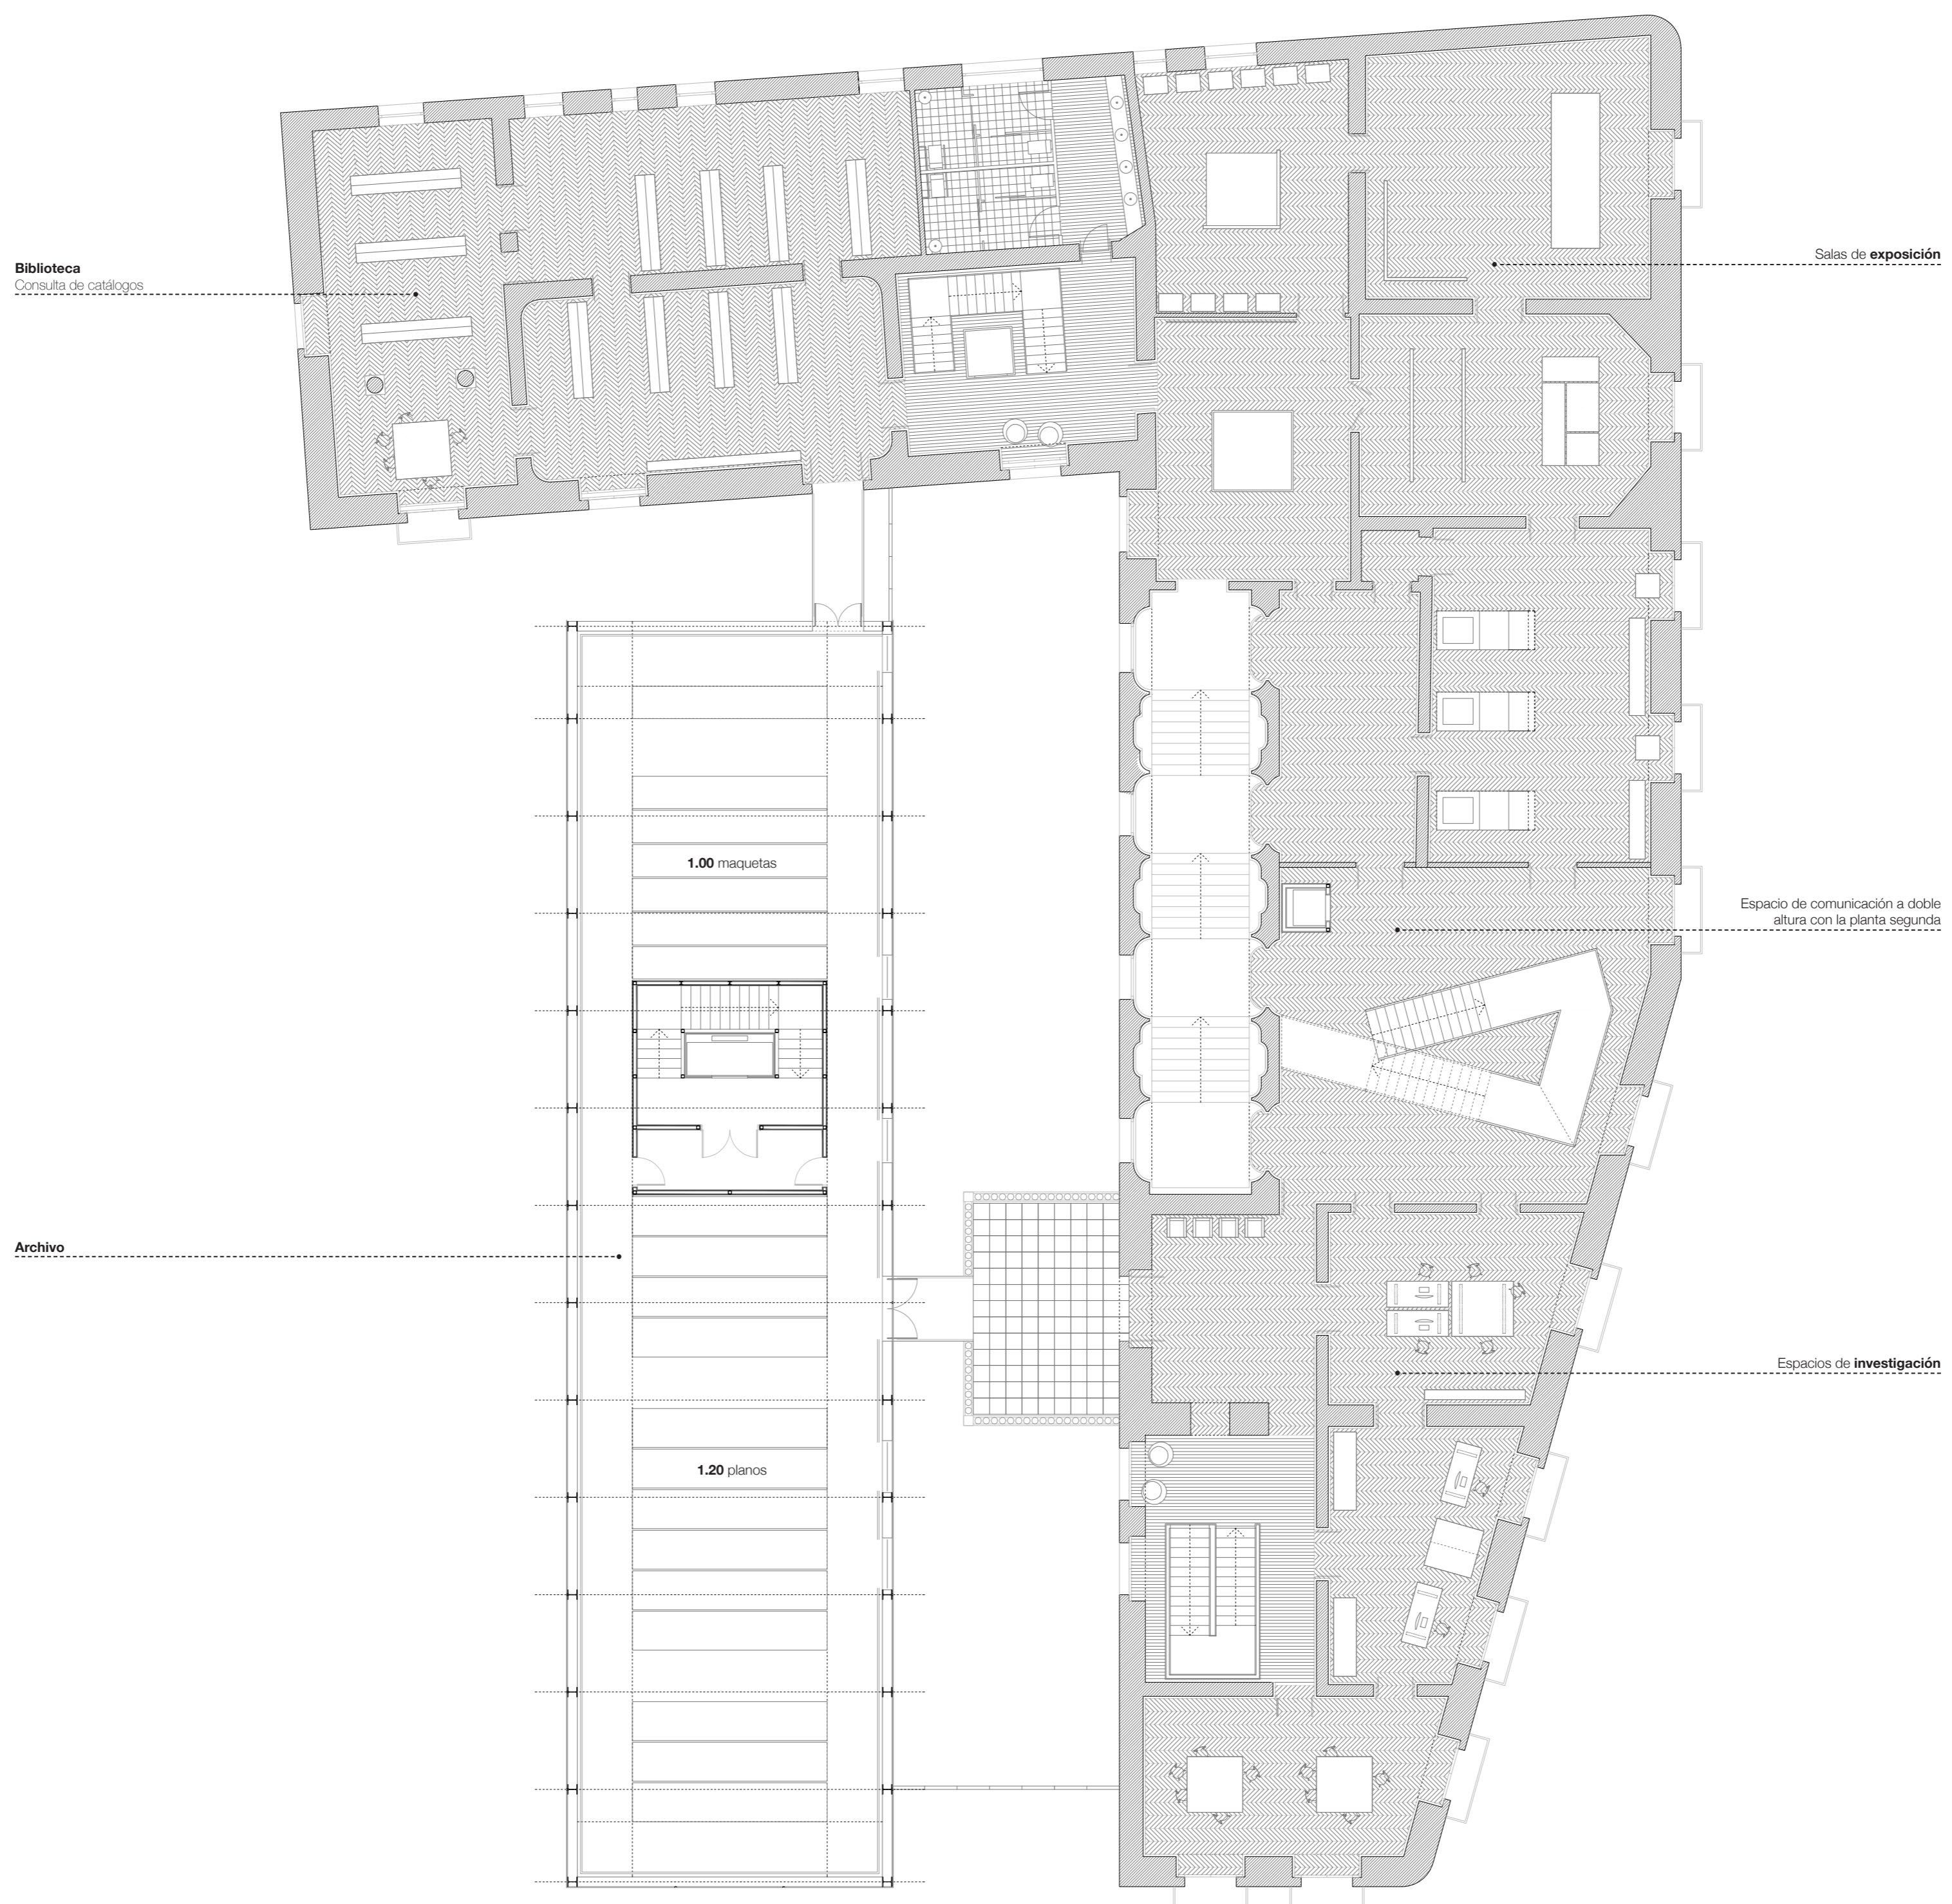 Biblioteca
Consulta de catálogos
Salas de exposición
1.00 maquetas
Espacio de comunicación a doble
altura con la planta segunda
Archivo
Espacios de investigación
1.20 planos